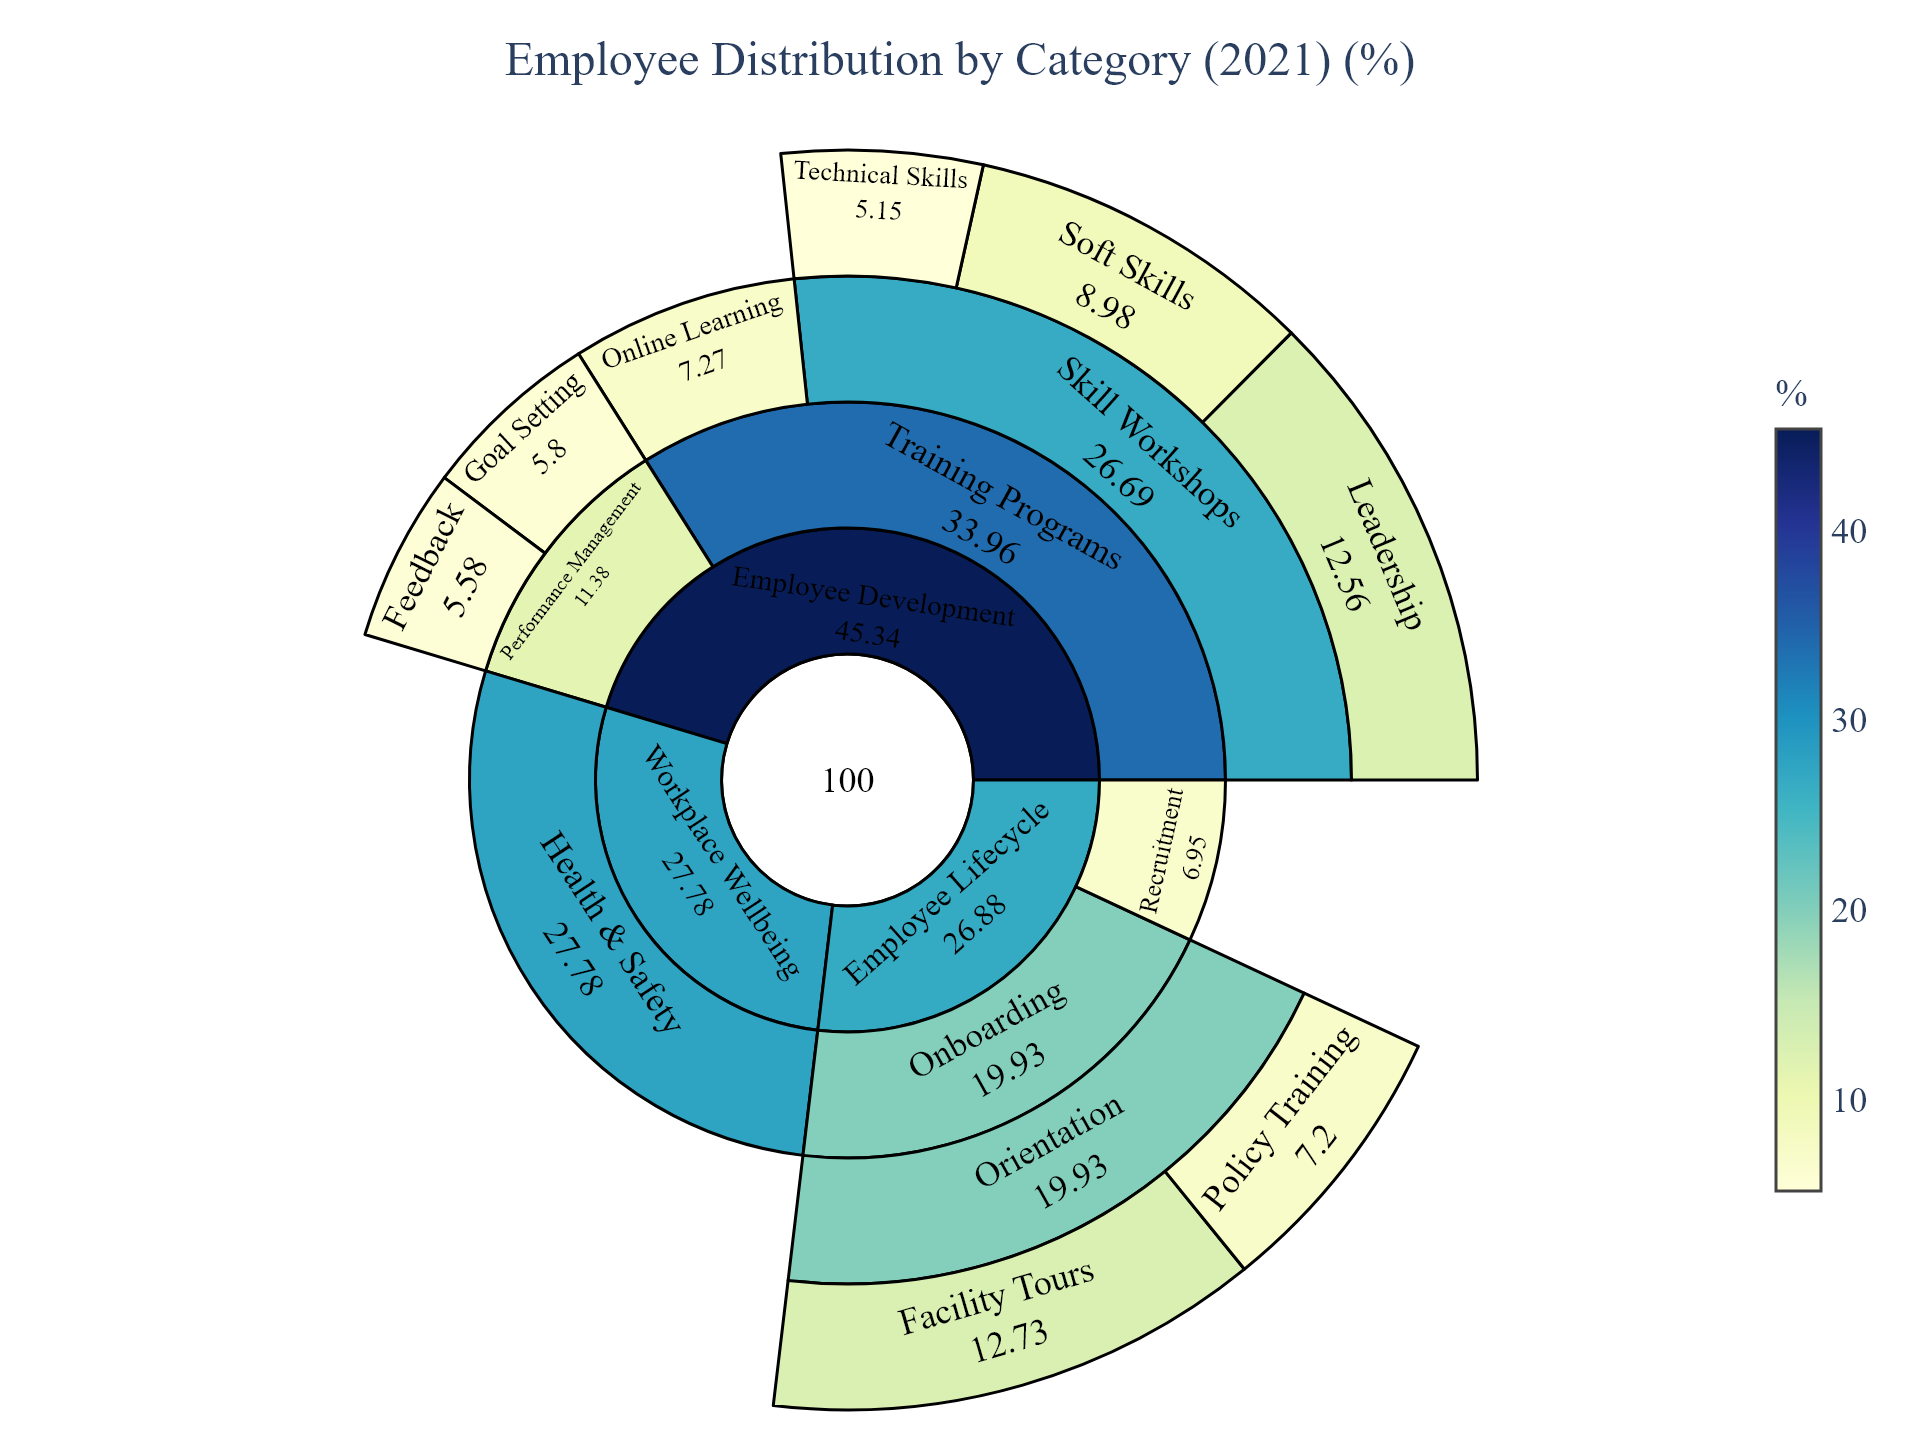 Employee Distribution by Category (2021) (%)
Technical Skills
5.15
Soft Skills
8.98
Leadership
12.56
Skill Workshops
26.69
Online Learning
7.27
Training Programs
33.96
Goal Setting
5.8
Feedback
5.58
Performance Management
11.38
Employee Development
45.34
100
Workplace Wellbeing
27.78
Health & Safety
27.78
Employee Lifecycle
26.88
Recruitment
6.95
Onboarding
19.93
Orientation
19.93
Policy Training
7.2
Facility Tours
12.73
%
40
30
20
10